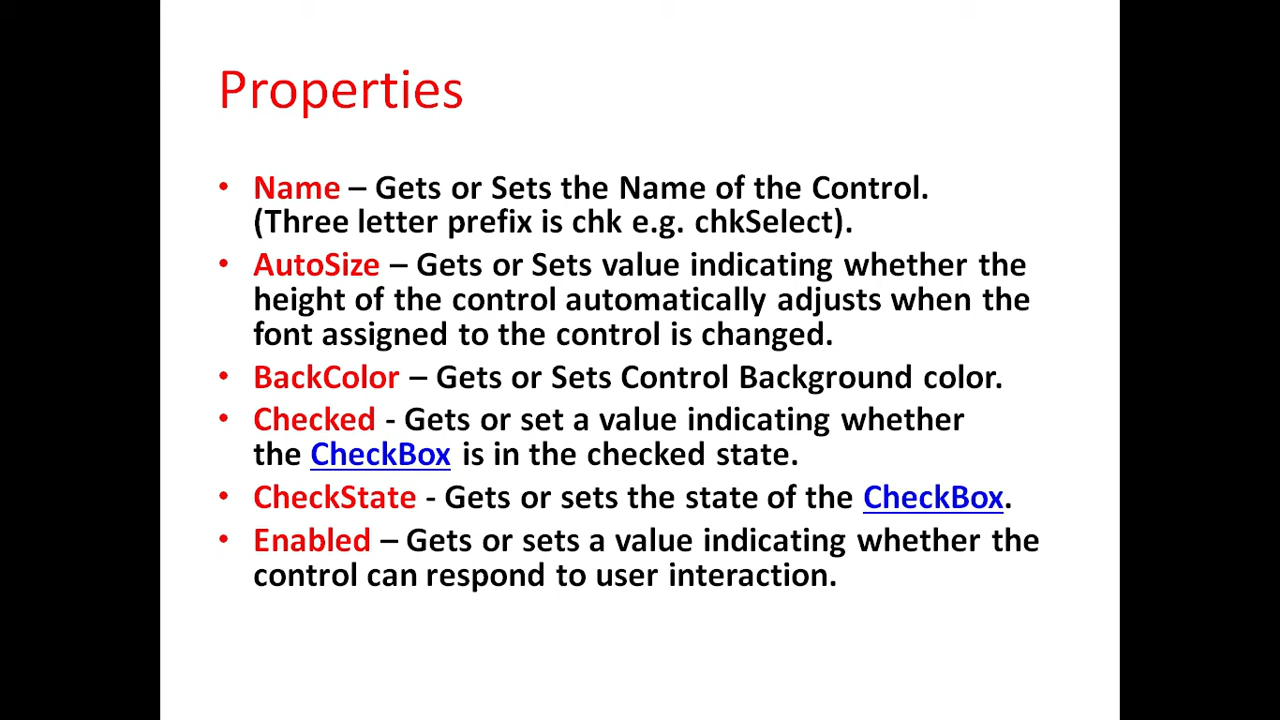 Properties
• Name – Gets or Sets the Name of the Control.
(Three letter prefix is chk e.g. chkSelect).
• AutoSize – Gets or Sets value indicating whether the
height of the control automatically adjusts when the
font assigned to the control is changed.
• BackColor – Gets or Sets Control Background color.
• Checked - Gets or set a value indicating whether
the CheckBox is in the checked state.
• CheckState - Gets or sets the state of the CheckBox.
• Enabled – Gets or sets a value indicating whether the
control can respond to user interaction.